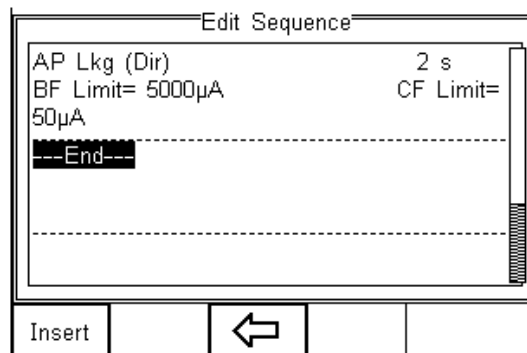 Edit Sequence
AP Lkg (Dir) 2 s
BF Limit= 5000µA CF Limit=
50µA
---End---
Insert